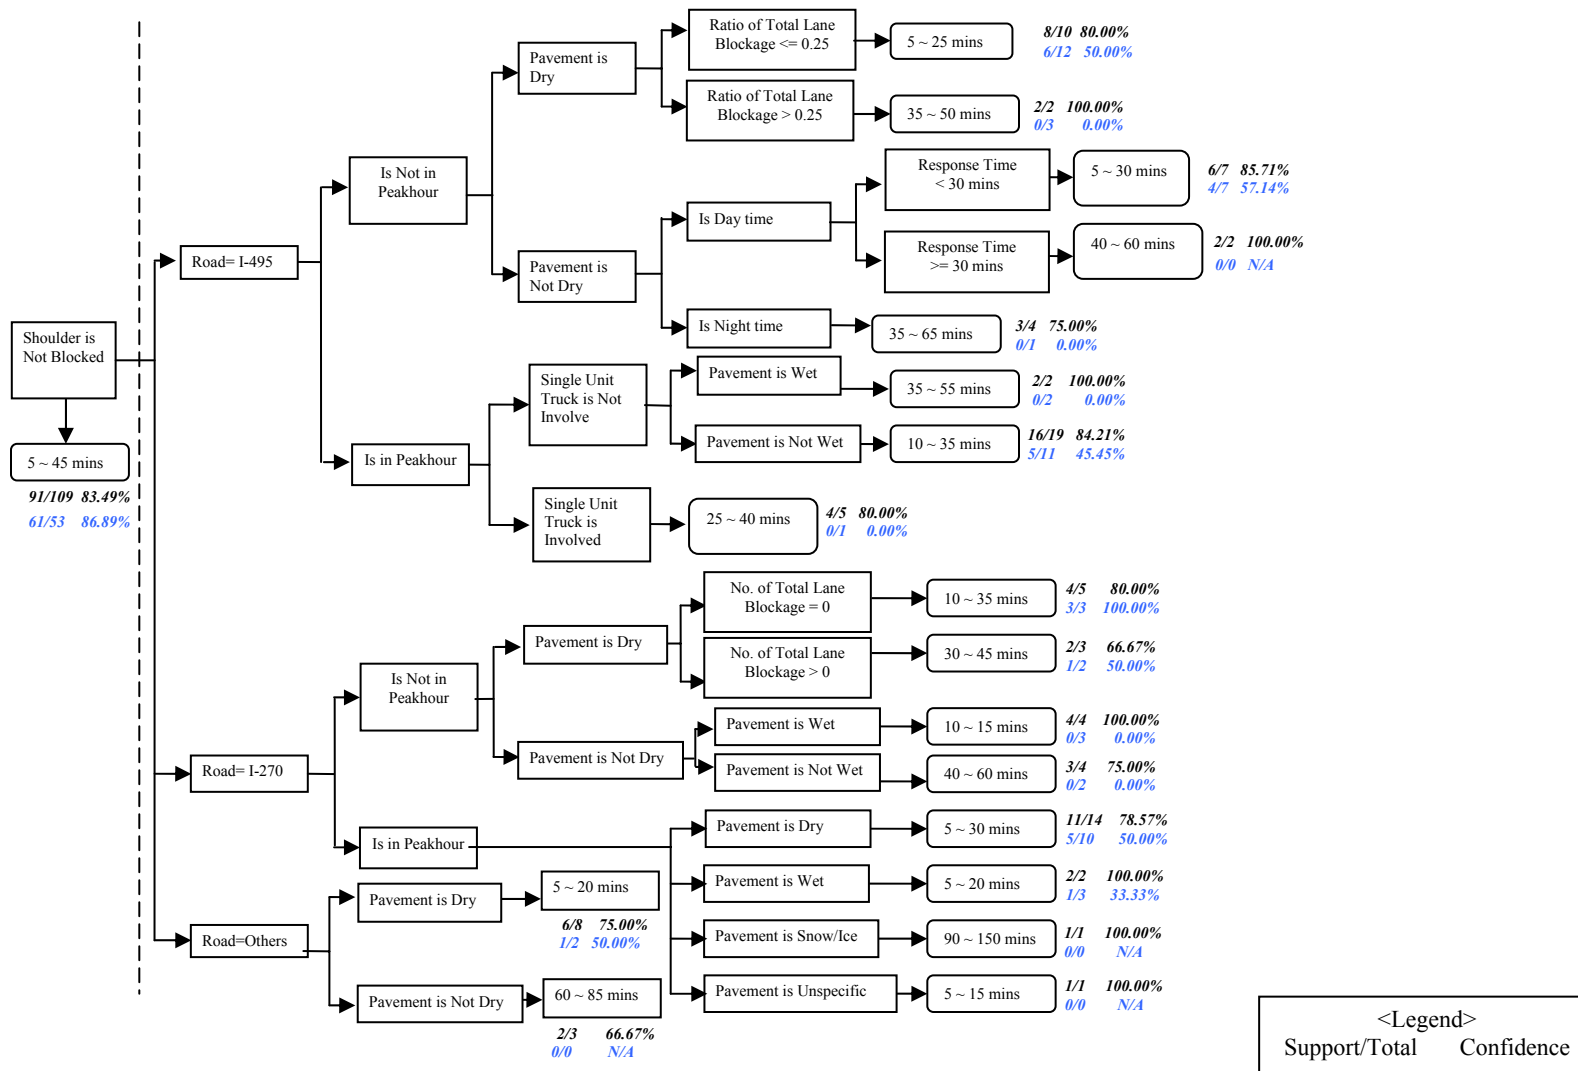 Shoulder is
Not Blocked
5 ~ 45 mins
91/109 83.49%
61/53 86.89%
Road= I-495
Is Not in
Peakhour
Pavement is
Dry
Ratio of Total Lane
Blockage <= 0.25
5 ~ 25 mins
8/10 80.00%
6/12 50.00%
Ratio of Total Lane
Blockage > 0.25
35 ~ 50 mins
2/2 100.00%
0/3 0.00%
Pavement is
Not Dry
Is Day time
Response Time
< 30 mins
5 ~ 30 mins
6/7 85.71%
4/7 57.14%
Response Time
>= 30 mins
40 ~ 60 mins
2/2 100.00%
0/0 N/A
Is Night time
35 ~ 65 mins
3/4 75.00%
0/1 0.00%
Is in Peakhour
Single Unit
Truck is Not
Involve
Pavement is Wet
35 ~ 55 mins
2/2 100.00%
0/2 0.00%
Pavement is Not Wet
10 ~ 35 mins
16/19 84.21%
5/11 45.45%
Single Unit
Truck is
Involved
25 ~ 40 mins
4/5 80.00%
0/1 0.00%
Road= I-270
Is Not in
Peakhour
Pavement is Dry
No. of Total Lane
Blockage = 0
10 ~ 35 mins
4/5 80.00%
3/3 100.00%
No. of Total Lane
Blockage > 0
30 ~ 45 mins
2/3 66.67%
1/2 50.00%
Pavement is Not Dry
Pavement is Wet
10 ~ 15 mins
4/4 100.00%
0/3 0.00%
Pavement is Not Wet
40 ~ 60 mins
3/4 75.00%
0/2 0.00%
Is in Peakhour
Pavement is Dry
5 ~ 30 mins
11/14 78.57%
5/10 50.00%
Pavement is Wet
5 ~ 20 mins
2/2 100.00%
1/3 33.33%
Pavement is Snow/Ice
90 ~ 150 mins
1/1 100.00%
0/0 N/A
Pavement is Unspecific
5 ~ 15 mins
1/1 100.00%
0/0 N/A
Road=Others
Pavement is Dry
5 ~ 20 mins
6/8 75.00%
1/2 50.00%
Pavement is Not Dry
60 ~ 85 mins
2/3 66.67%
0/0 N/A
<Legend>
Support/Total Confidence